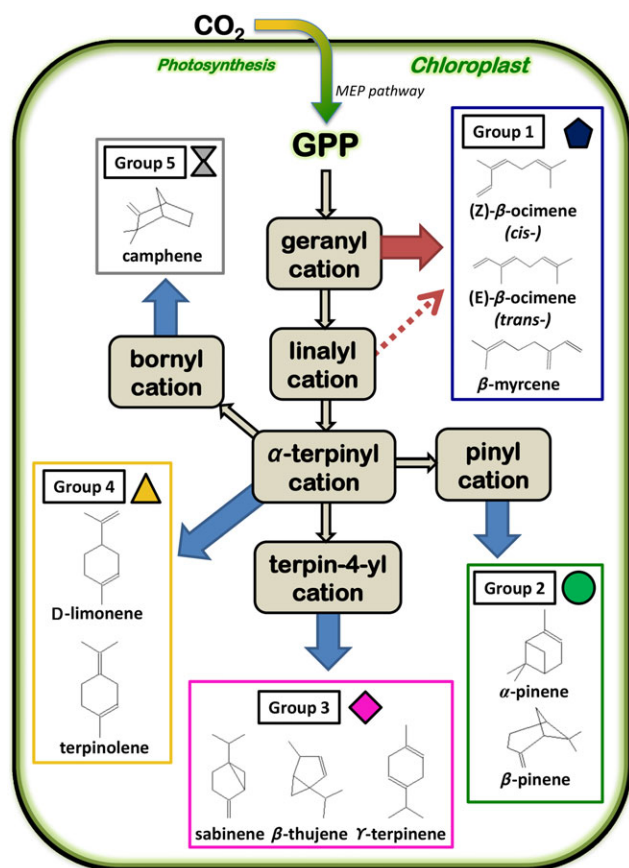 CO2
Photosynthesis
Chloroplast
MEP pathway
GPP
Group 1
(Z)-β-ocimene
(cis-)
(E)-β-ocimene
(trans-)
β-myrcene
Group 5
camphene
geranyl
cation
linalyl
cation
bornyl
cation
α-terpinyl
cation
pinyl
cation
Group 4
D-limonene
terpinolene
terpin-4-yl
cation
Group 2
α-pinene
β-pinene
Group 3
sabinene β-thujene γ-terpinene